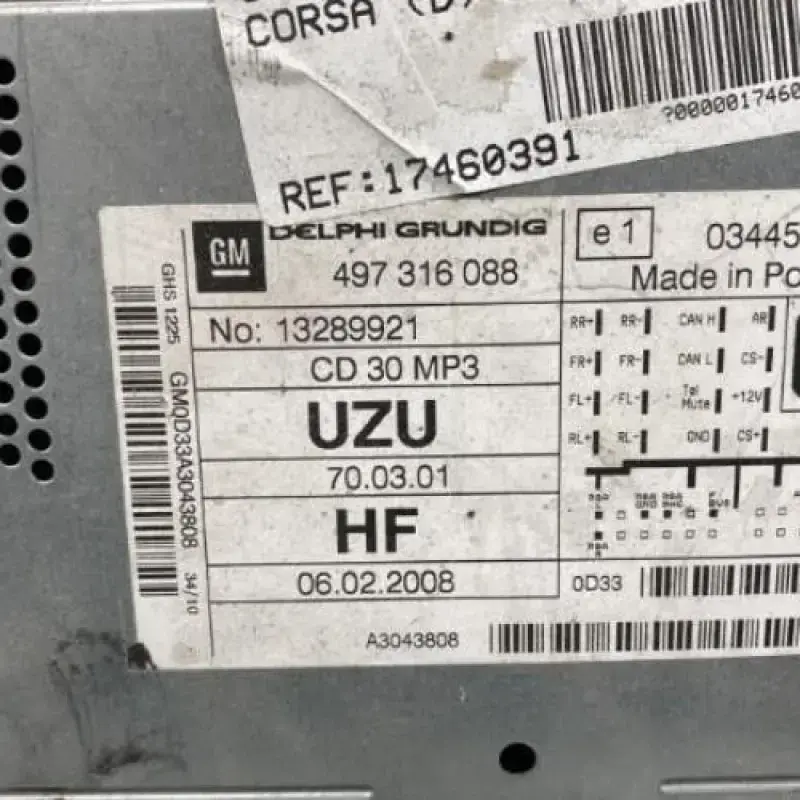 CORSA (D)
?0000017460
REF:17460391
GM
DELPHI GRUNDIG
497 316 088
e 1
03445
Made in Po
No: 13289921
CD 30 MP3
UZU
70.03.01
HF
06.02.2008
A3043808
GHS 1225
GM0D33A3043808
34/10
RR+ RR- CAN H AR
FR+ FR- CAN L CS-
FL+ FL- Tel Mute +12V
RL+ RL- GND CS+
0D33